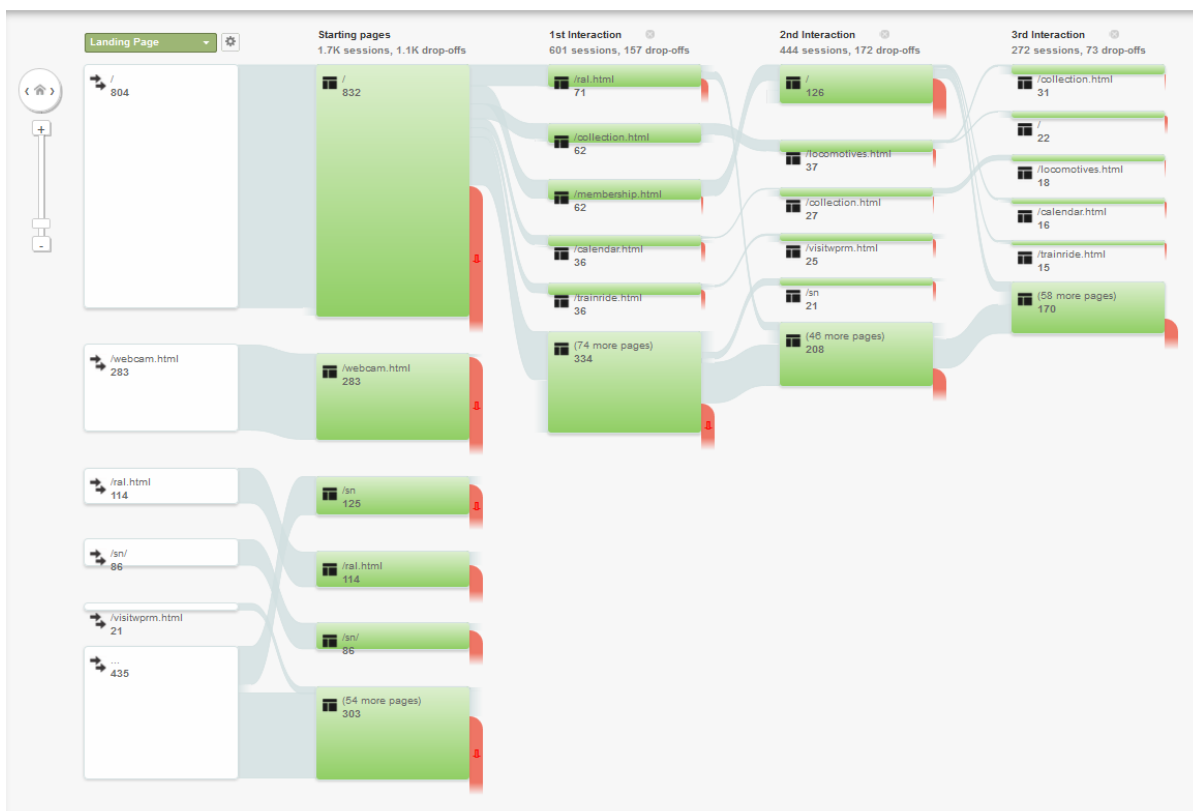 Landing Page
Starting pages
1.7K sessions, 1.1K drop-offs
1st Interaction
601 sessions, 157 drop-offs
2nd Interaction
444 sessions, 172 drop-offs
3rd Interaction
272 sessions, 73 drop-offs
+
-
/
804
/webcam.html
283
/ral.html
114
/sn/
86
/visitwprm.html
21
...
435
/
832
/webcam.html
283
/sn
125
/ral.html
114
/sn/
86
(54 more pages)
303
/ral.html
71
/collection.html
62
/membership.html
62
/calendar.html
36
/trainride.html
36
(74 more pages)
334
/
126
/locomotives.html
37
/collection.html
27
/visitwprm.html
25
/sn
21
(46 more pages)
208
/collection.html
31
/
22
/locomotives.html
18
/calendar.html
16
/trainride.html
15
(58 more pages)
170